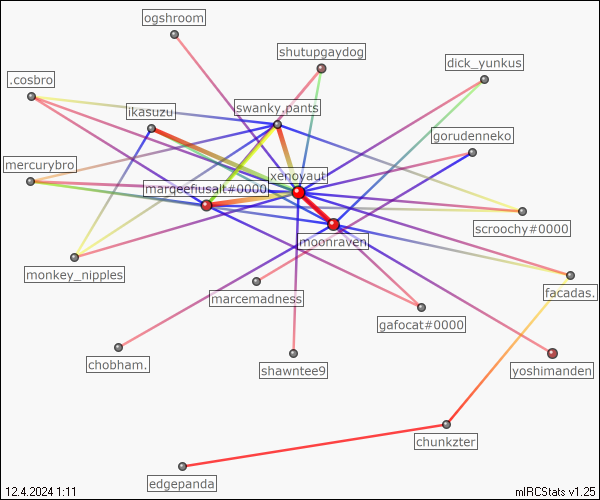 ogshroom
shutupgaydog
dick_yunkus
.cosbro
swanky.pants
ikasuzu
gorudenneko
mercurybro
xenoyaut
marqeefiusalt#0000
scroochy#0000
moonraven
monkey_nipples
facadas.
marcemadness
gafocat#0000
chobham.
shawntee9
yoshimanden
chunkzter
edgepanda
12.4.2024 1:11
mIRCStats v1.25